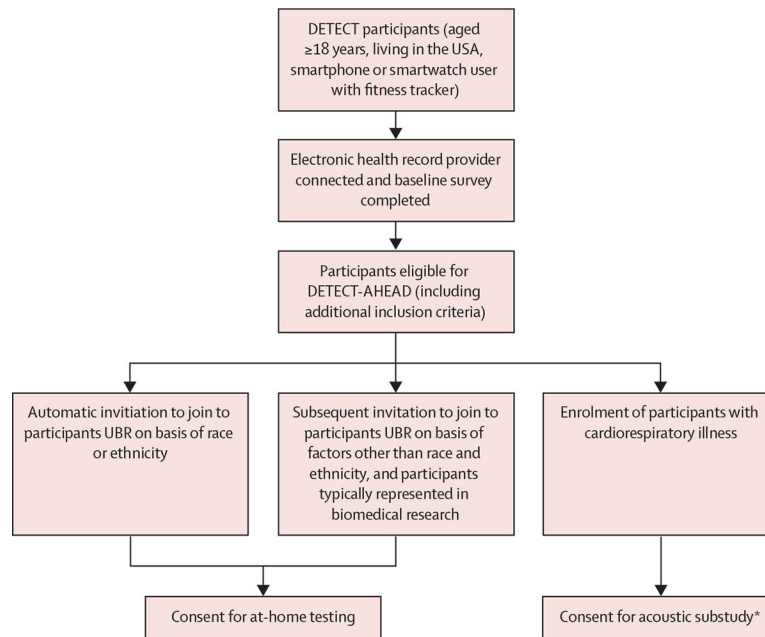 DETECT participants (aged
≥18 years, living in the USA,
smartphone or smartwatch user
with fitness tracker)
Electronic health record provider
connected and baseline survey
completed
Participants eligible for
DETECT-AHEAD (including
additional inclusion criteria)
Automatic invitiation to join to
participants UBR on basis of race
or ethnicity
Subsequent invitation to join to
participants UBR on basis of
factors other than race and
ethnicity, and participants
typically represented in
biomedical research
Enrolment of participants with
cardiorespiratory illness
Consent for at-home testing
Consent for acoustic substudy*